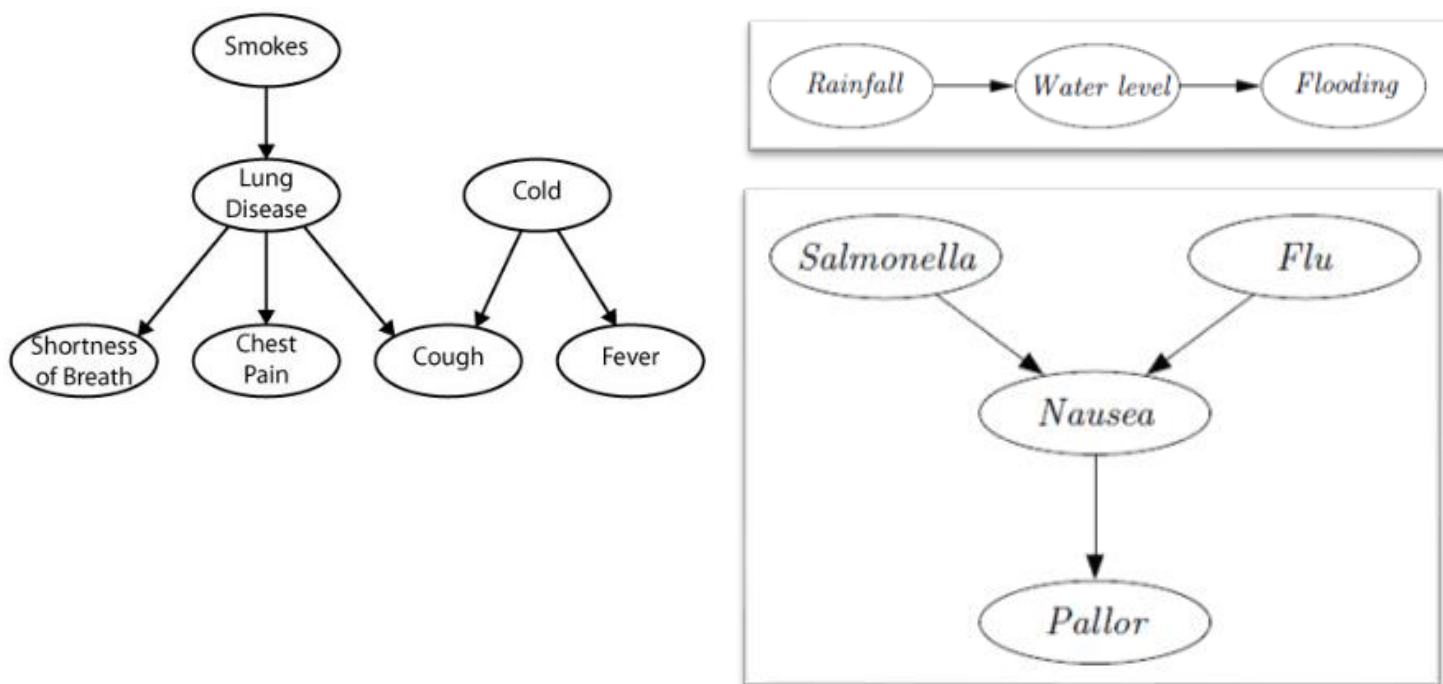 Smokes
Lung
Disease
Cold
Shortness
of Breath
Chest
Pain
Cough
Fever
Rainfall
Water level
Flooding
Salmonella
Flu
Nausea
Pallor